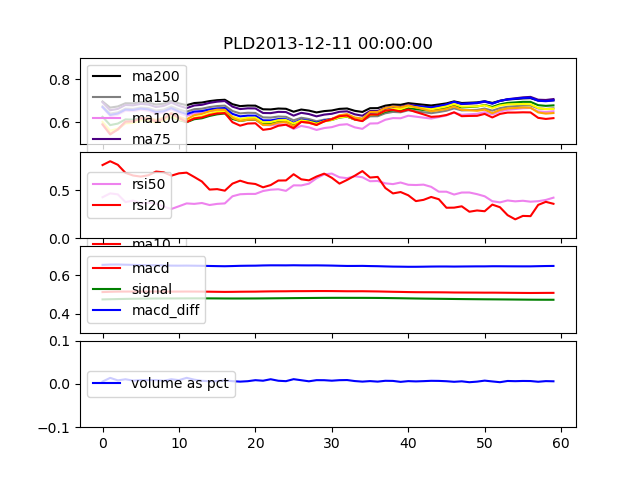 PLD2013-12-11 00:00:00
0.8
0.6
ma200
ma150
ma100
ma75
0.5
0.0
rsi50
rsi20
ma10
0.6
0.4
macd
signal
macd_diff
0.1
0.0
−0.1
volume as pct
0 10 20 30 40 50 60